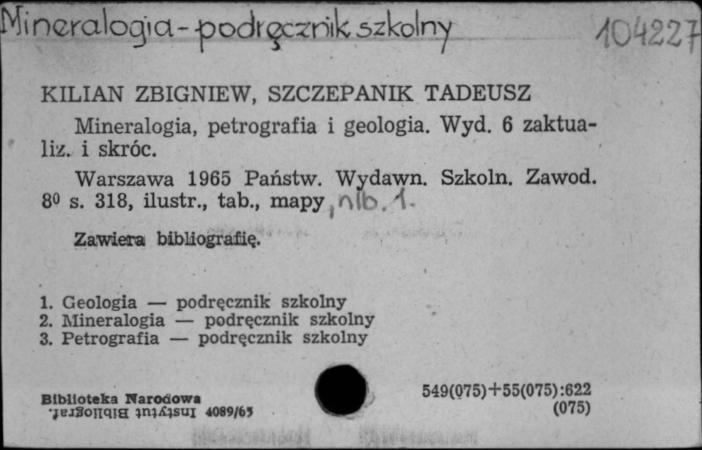 Mineralogia - podręcznik szkolny
104227
KILIAN ZBIGNIEW, SZCZEPANIK TADEUSZ
Mineralogia, petrografia i geologia. Wyd. 6 zaktua-
liz. i skróc.
Warszawa 1965 Państw. Wydawn. Szkoln. Zawod.
8⁰ s. 318, ilustr., tab., mapy, nlb. 1.
Zawiera bibliografię.
1. Geologia — podręcznik szkolny
2. Mineralogia — podręcznik szkolny
3. Petrografia — podręcznik szkolny
Biblioteka Narodowa
Instytut Bibliograf. 4089/65
549(075)+55(075):622
(075)